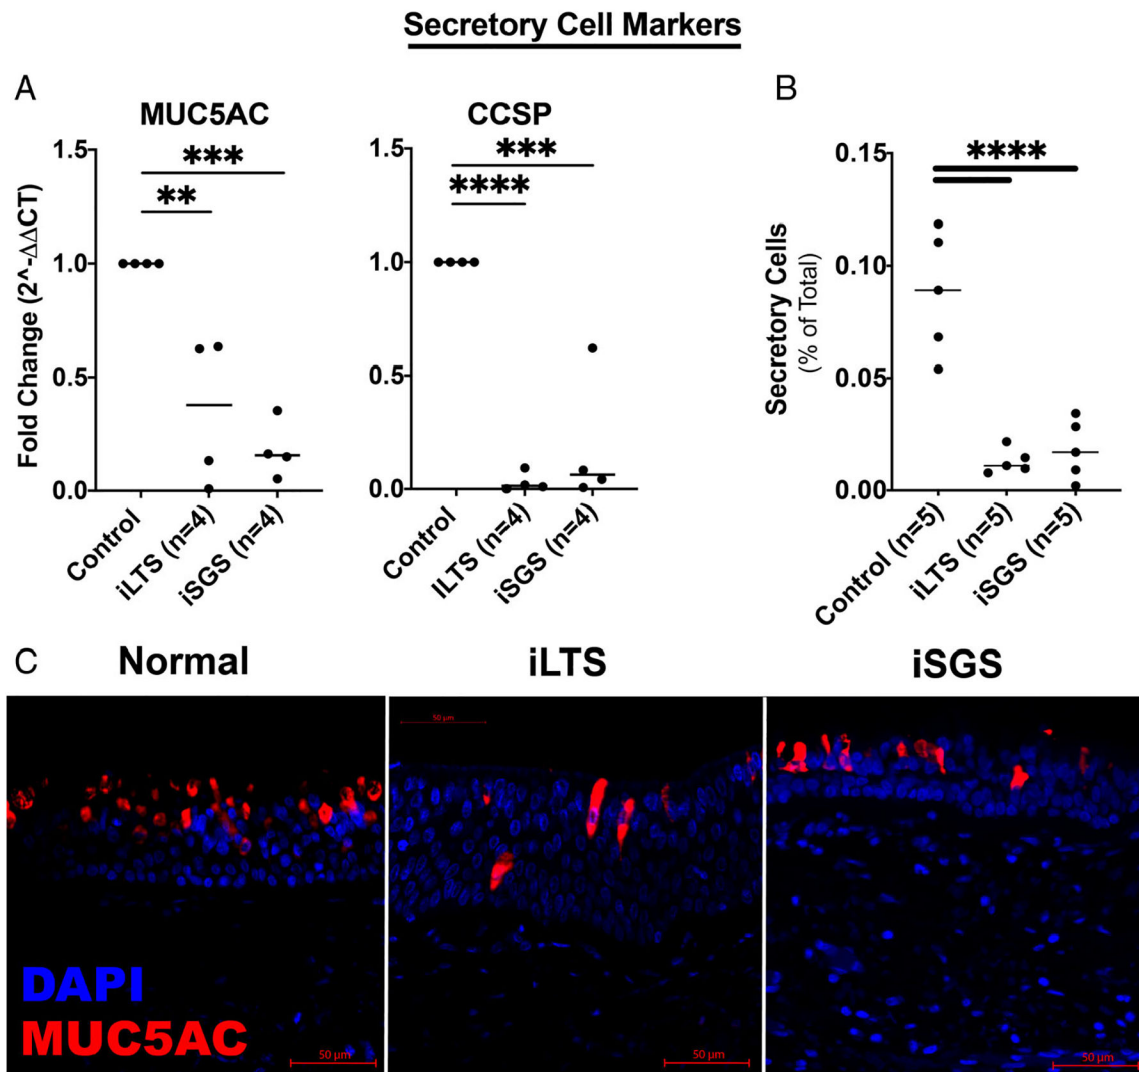 Secretory Cell Markers
A
MUC5AC
Fold Change (2^-ΔΔCT)
1.5
1.0
0.5
0.0
***
**
Control
iLTS (n=4)
iSGS (n=4)
CCSP
1.5
1.0
0.5
0.0
***
****
Control
ILTS (n=4)
iSGS (n=4)
B
Secretory Cells
(% of Total)
0.15
0.10
0.05
0.00
****
Control (n=5)
iLTS (n=5)
iSGS (n=5)
C
Normal
iLTS
iSGS
50 µm
DAPI
MUC5AC
50 µm
50 µm
50 µm